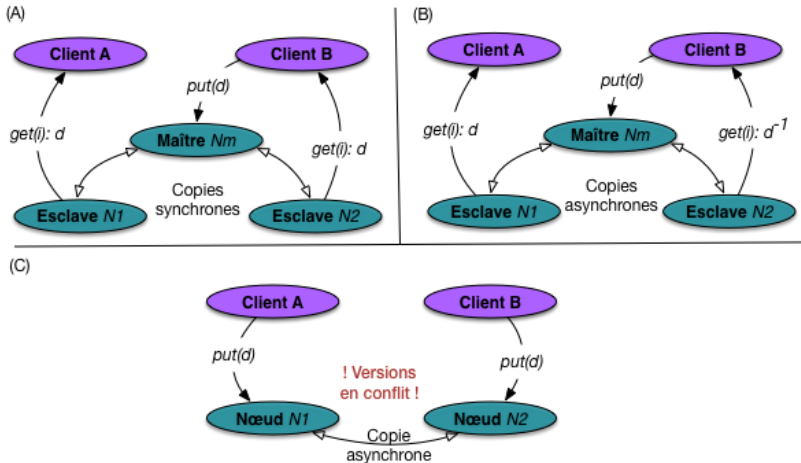 (A)
Client A
Client B
put(d)
get(i): d
Maître Nm
get(i): d
Copies
synchrones
Esclave N1
Esclave N2
(B)
Client A
Client B
put(d)
get(i): d
Maître Nm
get(i): d-1
Copies
asynchrones
Esclave N1
Esclave N2
(C)
Client A
Client B
put(d)
put(d)
! Versions
en conflit !
Nœud N1
Nœud N2
Copie
asynchrone